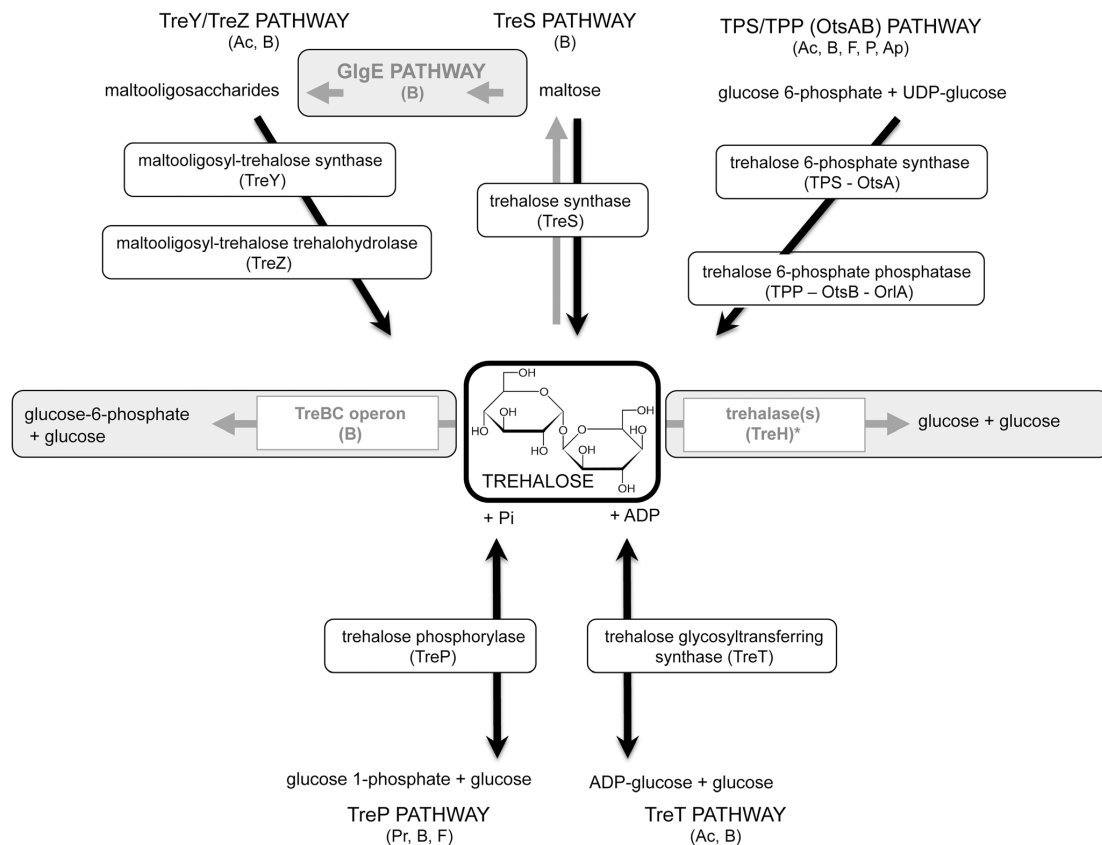 TreY/TreZ PATHWAY
(Ac, B)
TreS PATHWAY
(B)
TPS/TPP (OtsAB) PATHWAY
(Ac, B, F, P, Ap)
GlgE PATHWAY
(B)
maltooligosaccharides
maltose
glucose 6-phosphate + UDP-glucose
maltooligosyl-trehalose synthase
(TreY)
trehalose 6-phosphate synthase
(TPS - OtsA)
trehalose synthase
(TreS)
maltooligosyl-trehalose trehalohydrolase
(TreZ)
trehalose 6-phosphate phosphatase
(TPP – OtsB - OrlA)
glucose-6-phosphate
+ glucose
TreBC operon
(B)
OH
O
OH
HO
HO
O
OH
O
HO
OH
OH
OH
TREHALOSE
trehalase(s)
(TreH)*
glucose + glucose
+ Pi
+ ADP
trehalose phosphorylase
(TreP)
trehalose glycosyltransferring
synthase (TreT)
glucose 1-phosphate + glucose
ADP-glucose + glucose
TreP PATHWAY
(Pr, B, F)
TreT PATHWAY
(Ac, B)